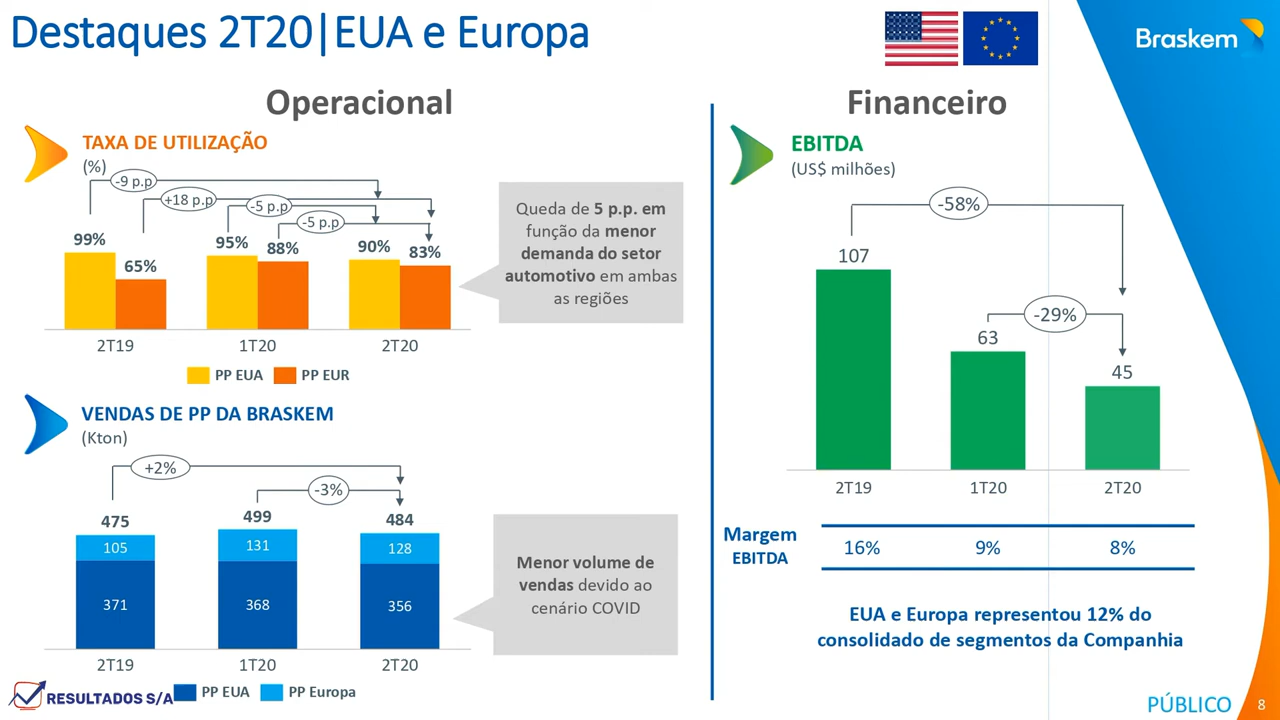 Destaques 2T20|EUA e Europa
Braskem
Operacional
TAXA DE UTILIZAÇÃO
(%)
-9 p.p
+18 p.p
-5 p.p
-5 p.p
99%
65%
95%
88%
90%
83%
2T19
1T20
2T20
PP EUA
PP EUR
Queda de 5 p.p. em
função da menor
demanda do setor
automotivo em ambas
as regiões
VENDAS DE PP DA BRASKEM
(Kton)
+2%
-3%
475
499
484
105
131
128
371
368
356
2T19
1T20
2T20
PP EUA
PP Europa
Menor volume de
vendas devido ao
cenário COVID
RESULTADOS S/A
Financeiro
EBITDA
(US$ milhões)
-58%
-29%
107
63
45
2T19
1T20
2T20
Margem
EBITDA
16%
9%
8%
EUA e Europa representou 12% do
consolidado de segmentos da Companhia
PÚBLICO
8